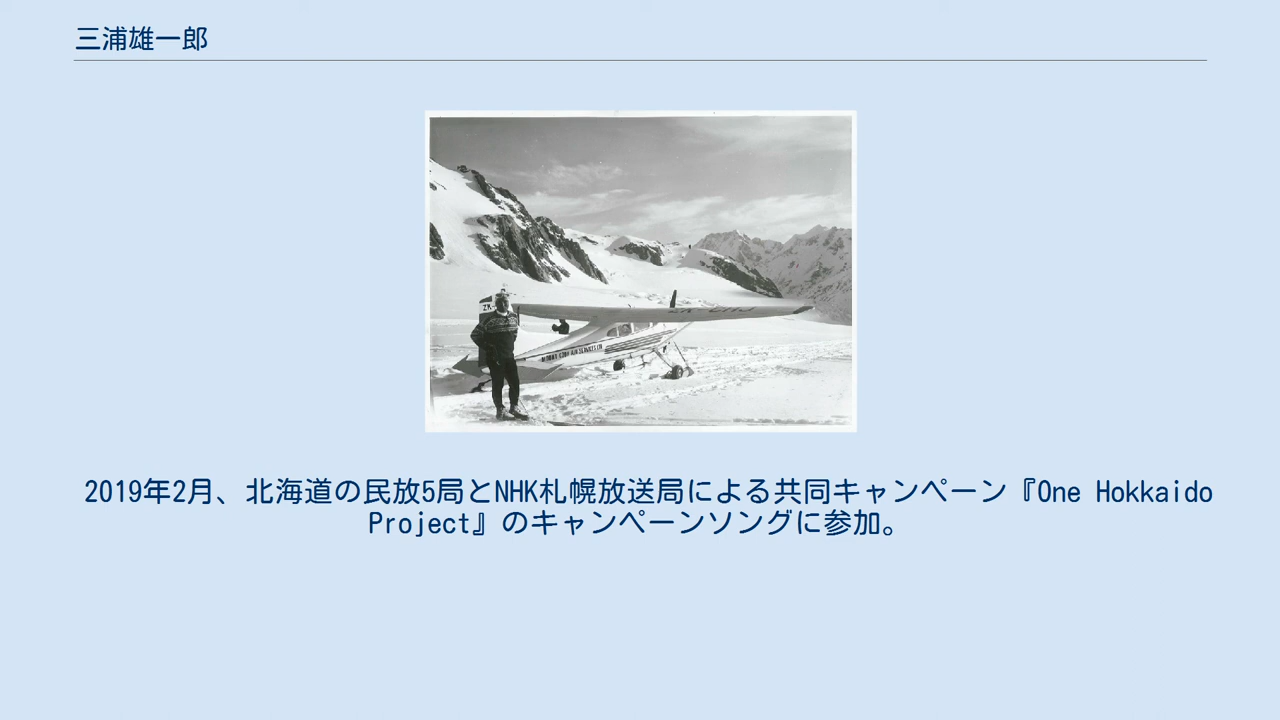 三浦雄一郎
2019年2月、北海道の民放5局とNHK札幌放送局による共同キャンペーン『One Hokkaido
Project』のキャンペーンソングに参加。